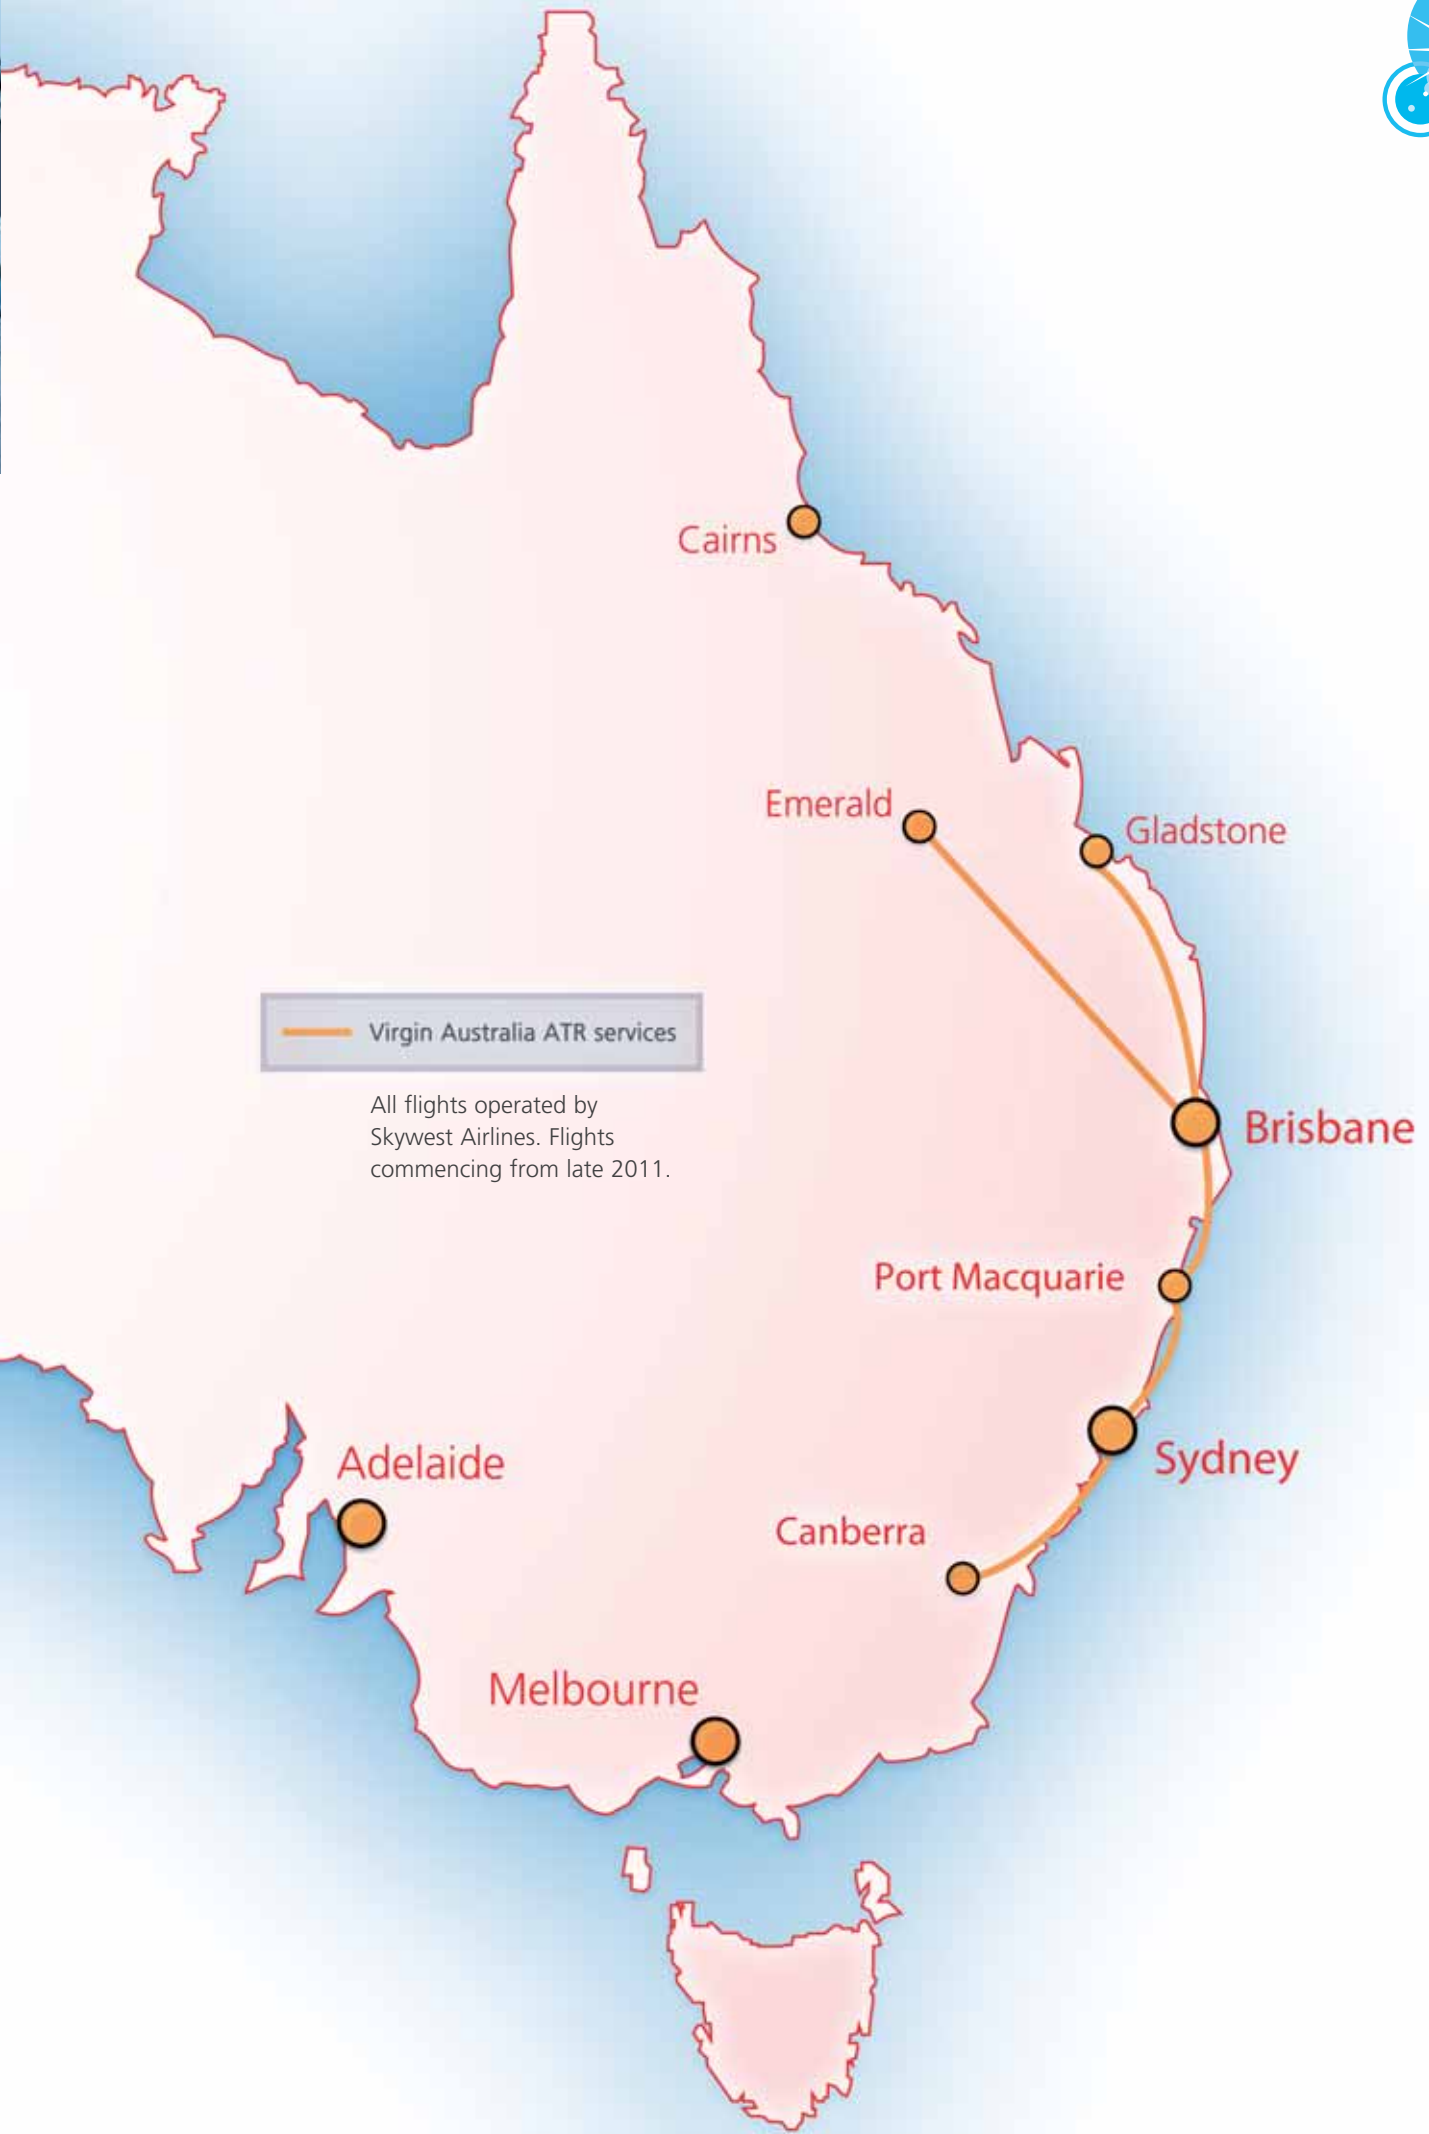 Cairns
Emerald
Gladstone
Virgin Australia ATR services
All flights operated by
Skywest Airlines. Flights
commencing from late 2011.
Brisbane
Port Macquarie
Adelaide
Sydney
Canberra
Melbourne